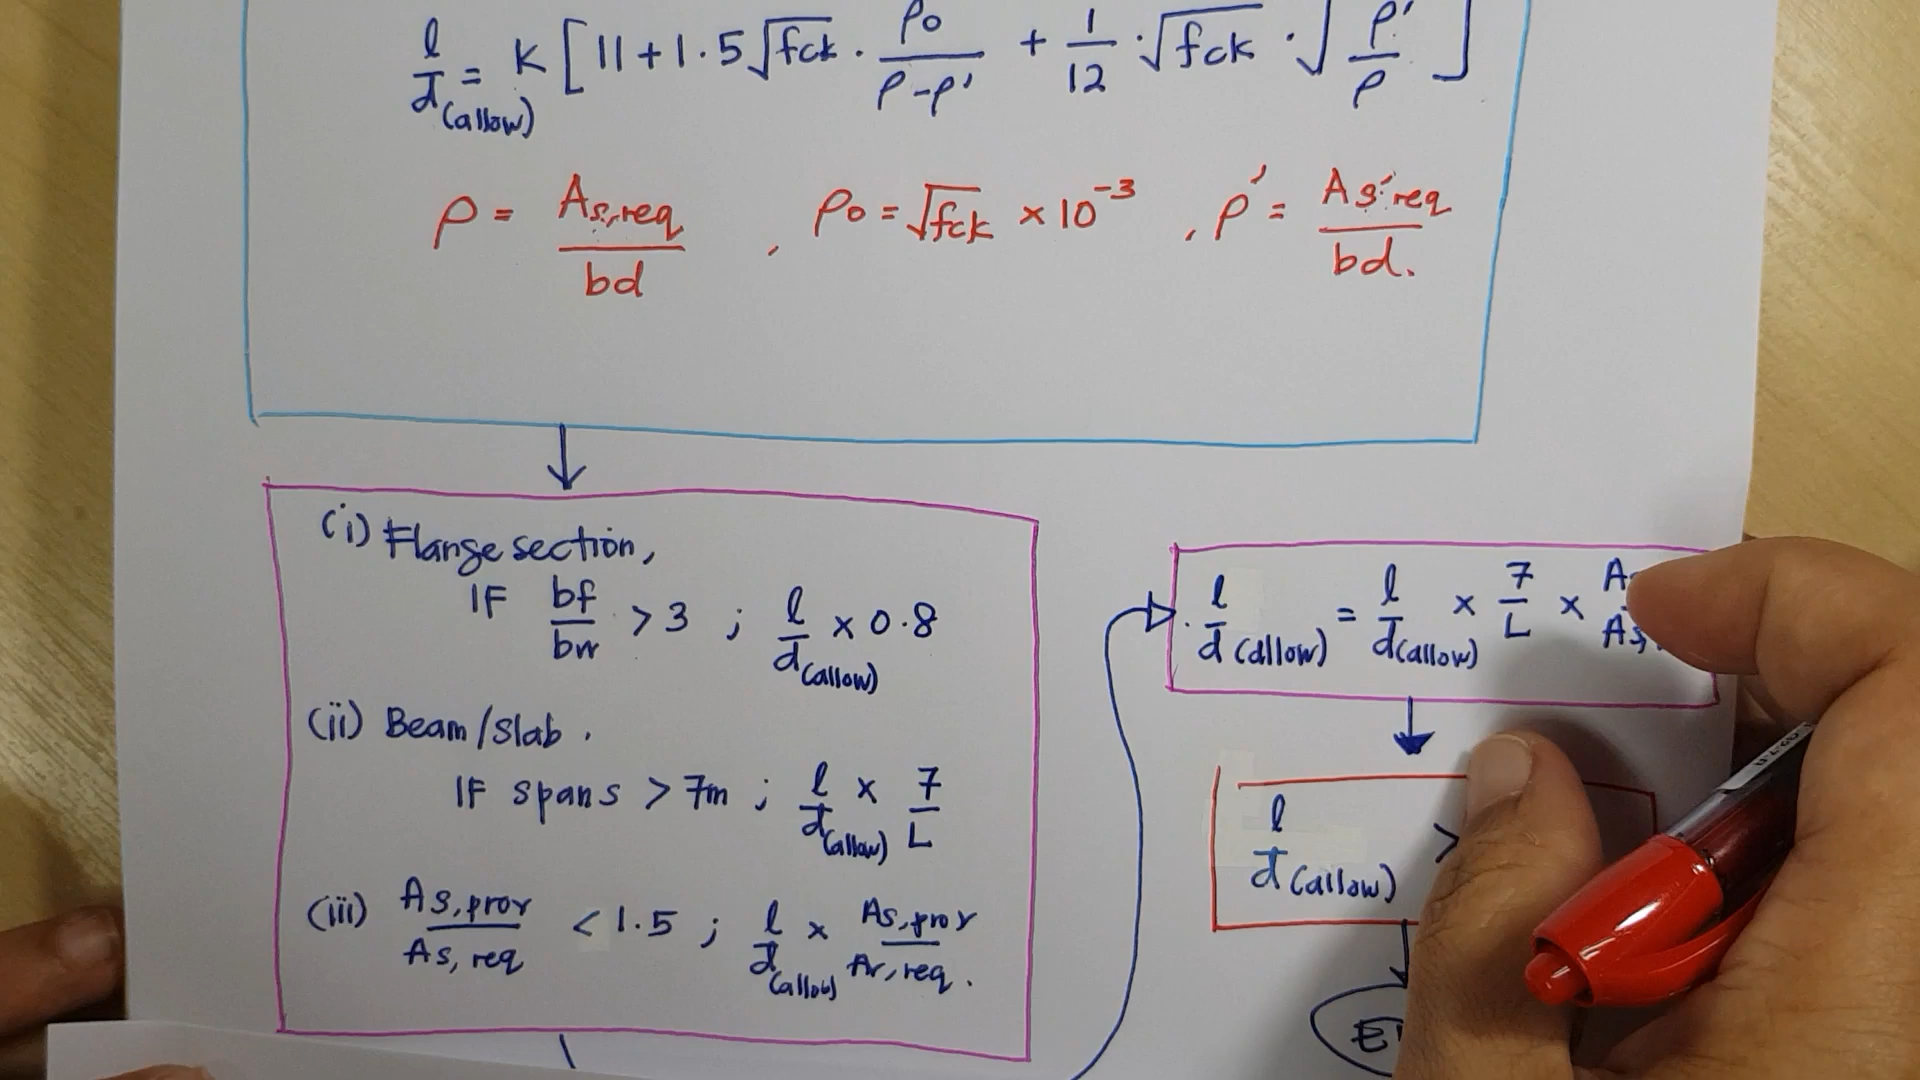 l/d (allow) = K [ 11 + 1.5√fck · ρo/(ρ-ρ') + 1/12 · √fck · √(ρ'/ρ) ]
ρ = As,req/bd , ρo = √fck × 10⁻³ , ρ' = As'req/bd.
(i) Flange section,
IF bf/bw > 3 ; l/d (allow) × 0.8
(ii) Beam/slab .
IF spans > 7m ; l/d (allow) × 7/L
(iii) As,prov/As,req < 1.5 ; l/d (allow) × As,prov/As,req .
l/d (allow) = l/d (allow) × 7/L ×
l/d (allow) >